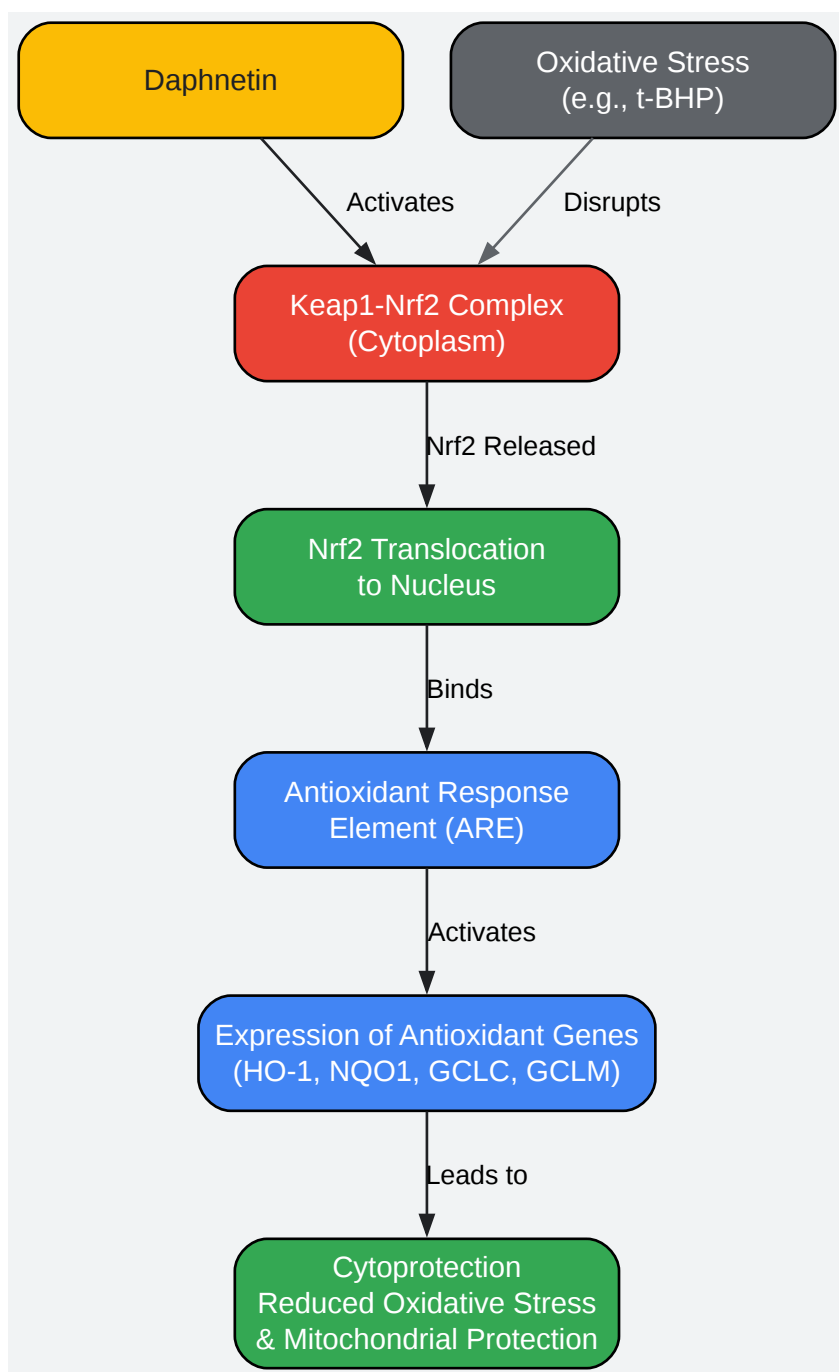 Daphnetin
Oxidative Stress
(e.g., t-BHP)
Activates
Disrupts
Keap1-Nrf2 Complex
(Cytoplasm)
Nrf2 Released
Nrf2 Translocation
to Nucleus
Binds
Antioxidant Response
Element (ARE)
Activates
Expression of Antioxidant Genes
(HO-1, NQO1, GCLC, GCLM)
Leads to
Cytoprotection
Reduced Oxidative Stress
& Mitochondrial Protection